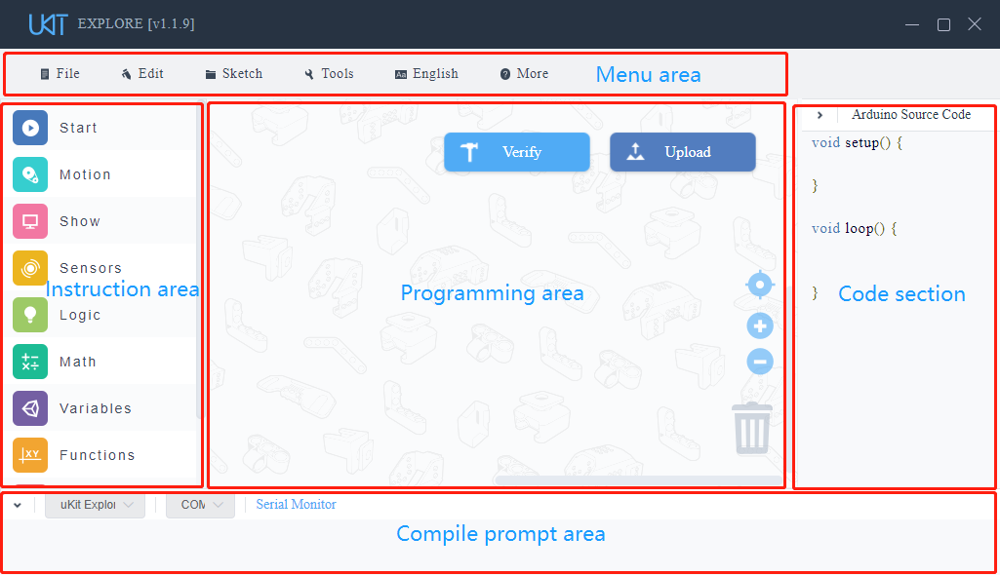 UKIT EXPLORE [v1.1.9]
File Edit Sketch Tools Aa English ? More Menu area
Start
Motion
Show
Sensors
Instruction area
Logic
Math
Variables
XY Functions
Verify Upload
Programming area
Arduino Source Code
void setup() {
}
void loop() {
}
Code section
uKit Explor COM Serial Monitor
Compile prompt area